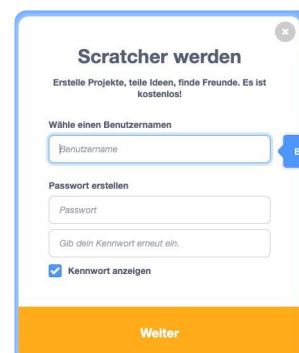 Scratcher werden
Erstelle Projekte, teile Ideen, finde Freunde. Es ist
kostenlos!
Wähle einen Benutzernamen
Benutzername
Passwort erstellen
Passwort
Gib dein Kennwort erneut ein.
Kennwort anzeigen
Weiter